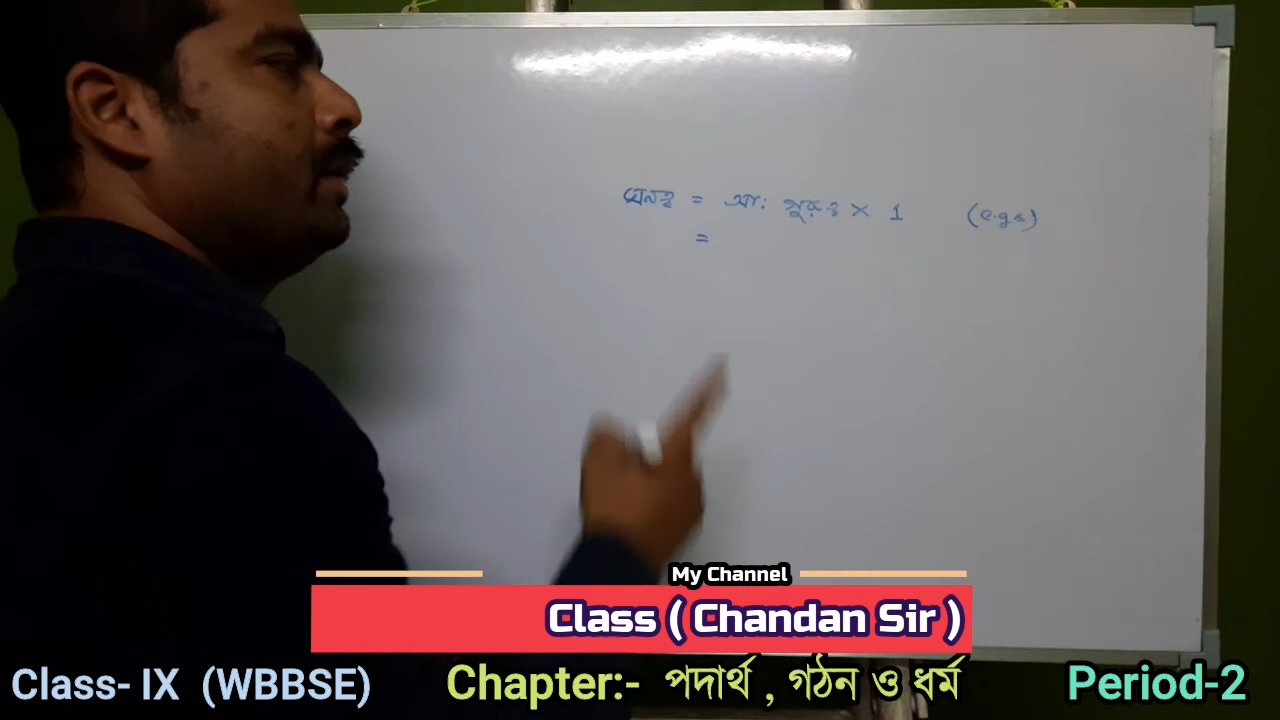 ঘনত্ব = আ: গুরুত্ব × 1 (c.g.s)
=
My Channel
Class ( Chandan Sir )
Class- IX (WBBSE) Chapter:- পদার্থ , গঠন ও ধর্ম Period-2